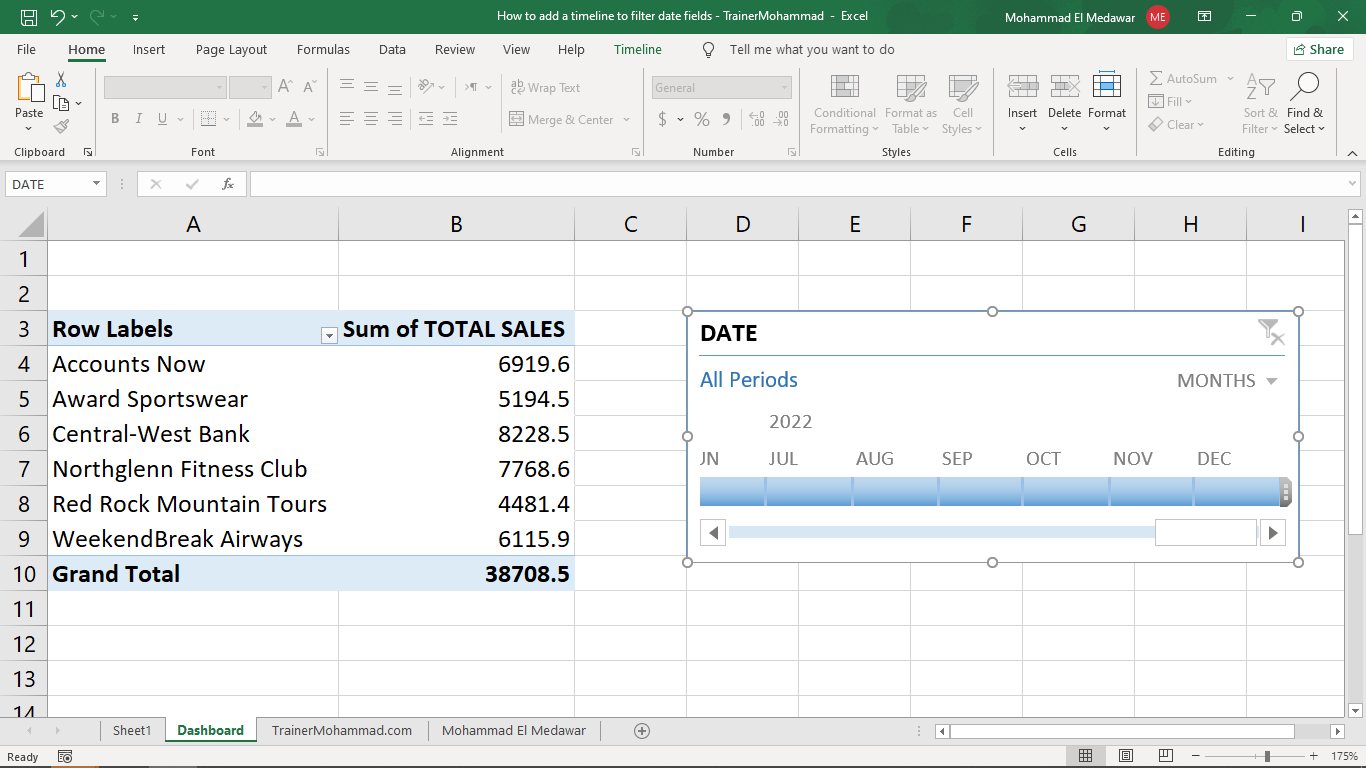 How to add a timeline to filter date fields - TrainerMohammad - Excel
Mohammad El Medawar ME
File Home Insert Page Layout Formulas Data Review View Help Timeline Tell me what you want to do Share
Paste
Clipboard
B I U A
Font
Wrap Text
Merge & Center
Alignment
General
$ % 9
Number
Conditional Formatting
Format as Table
Cell Styles
Styles
Insert Delete Format
Cells
AutoSum
Fill
Clear
Sort & Filter
Find & Select
Editing
DATE fx
A B C D E F G H I
1
2
3 Row Labels Sum of TOTAL SALES
4 Accounts Now 6919.6
5 Award Sportswear 5194.5
6 Central-West Bank 8228.5
7 Northglenn Fitness Club 7768.6
8 Red Rock Mountain Tours 4481.4
9 WeekendBreak Airways 6115.9
10 Grand Total 38708.5
11
12
13
14
DATE
All Periods MONTHS
2022
JN JUL AUG SEP OCT NOV DEC
Sheet1 Dashboard TrainerMohammad.com Mohammad El Medawar
Ready 175%